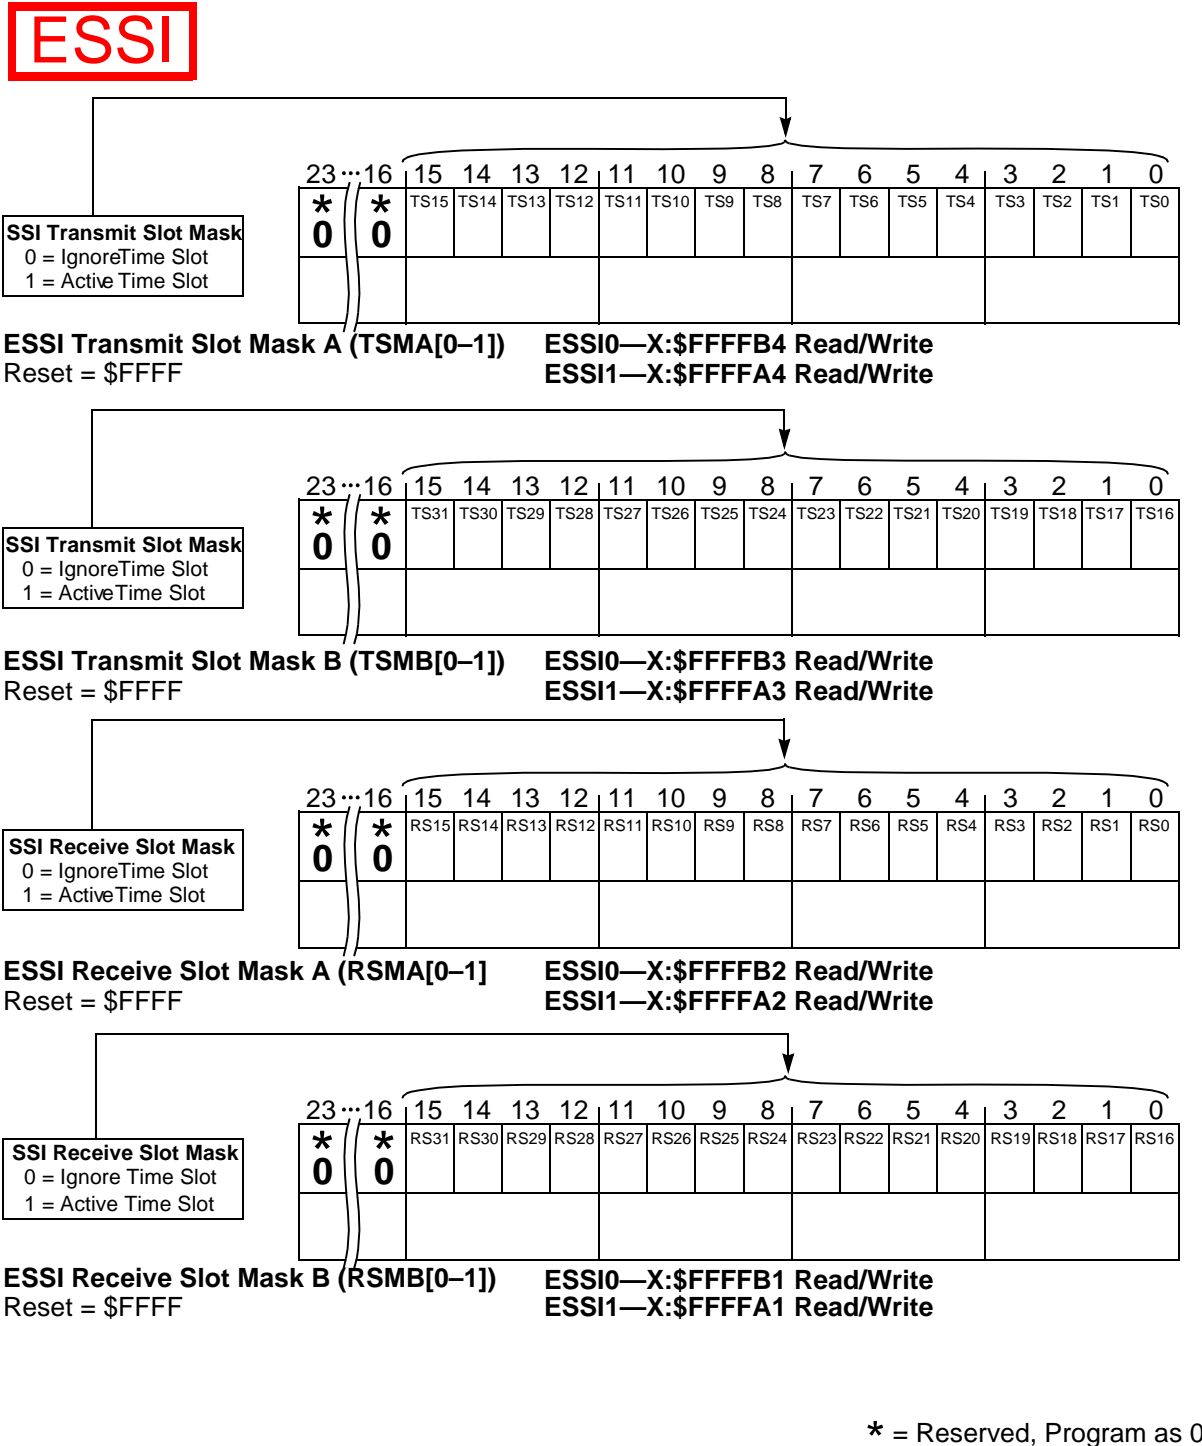 ESSI
23 ••• 16 15 14 13 12 11 10 9 8 7 6 5 4 3 2 1 0
* * TS15 TS14 TS13 TS12 TS11 TS10 TS9 TS8 TS7 TS6 TS5 TS4 TS3 TS2 TS1 TS0
0 0
SSI Transmit Slot Mask
0 = IgnoreTime Slot
1 = Active Time Slot
ESSI Transmit Slot Mask A (TSMA[0–1]) ESSI0—X:$FFFFB4 Read/Write
Reset = $FFFF ESSI1—X:$FFFFA4 Read/Write
23 ••• 16 15 14 13 12 11 10 9 8 7 6 5 4 3 2 1 0
* * TS31 TS30 TS29 TS28 TS27 TS26 TS25 TS24 TS23 TS22 TS21 TS20 TS19 TS18 TS17 TS16
0 0
SSI Transmit Slot Mask
0 = IgnoreTime Slot
1 = ActiveTime Slot
ESSI Transmit Slot Mask B (TSMB[0–1]) ESSI0—X:$FFFFB3 Read/Write
Reset = $FFFF ESSI1—X:$FFFFA3 Read/Write
23 ••• 16 15 14 13 12 11 10 9 8 7 6 5 4 3 2 1 0
* * RS15 RS14 RS13 RS12 RS11 RS10 RS9 RS8 RS7 RS6 RS5 RS4 RS3 RS2 RS1 RS0
0 0
SSI Receive Slot Mask
0 = IgnoreTime Slot
1 = ActiveTime Slot
ESSI Receive Slot Mask A (RSMA[0–1] ESSI0—X:$FFFFB2 Read/Write
Reset = $FFFF ESSI1—X:$FFFFA2 Read/Write
23 ••• 16 15 14 13 12 11 10 9 8 7 6 5 4 3 2 1 0
* * RS31 RS30 RS29 RS28 RS27 RS26 RS25 RS24 RS23 RS22 RS21 RS20 RS19 RS18 RS17 RS16
0 0
SSI Receive Slot Mask
0 = Ignore Time Slot
1 = Active Time Slot
ESSI Receive Slot Mask B (RSMB[0–1]) ESSI0—X:$FFFFB1 Read/Write
Reset = $FFFF ESSI1—X:$FFFFA1 Read/Write
* = Reserved, Program as 0